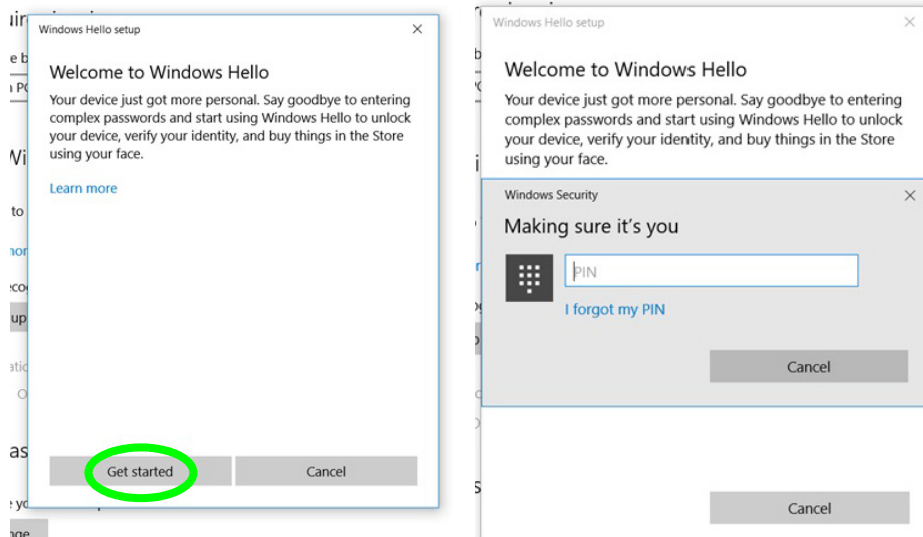 Windows Hello setup
Welcome to Windows Hello
Your device just got more personal. Say goodbye to entering
complex passwords and start using Windows Hello to unlock
your device, verify your identity, and buy things in the Store
using your face.
Learn more
Get started
Cancel
Windows Hello setup
Welcome to Windows Hello
Your device just got more personal. Say goodbye to entering
complex passwords and start using Windows Hello to unlock
your device, verify your identity, and buy things in the Store
using your face.
Windows Security
Making sure it's you
PIN
I forgot my PIN
Cancel
Cancel